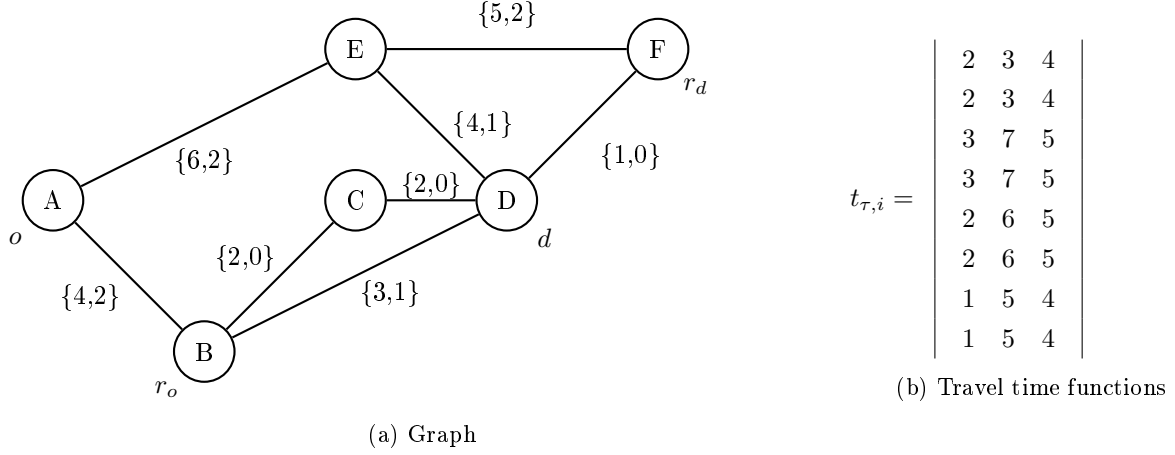 {5,2}
E
F
r_d
{4,1}
{6,2}
{1,0}
A
C
{2,0}
D
o
d
{2,0}
{4,2}
{3,1}
B
r_o
(a) Graph
t_{τ,i} =
2 3 4
2 3 4
3 7 5
3 7 5
2 6 5
2 6 5
1 5 4
1 5 4
(b) Travel time functions